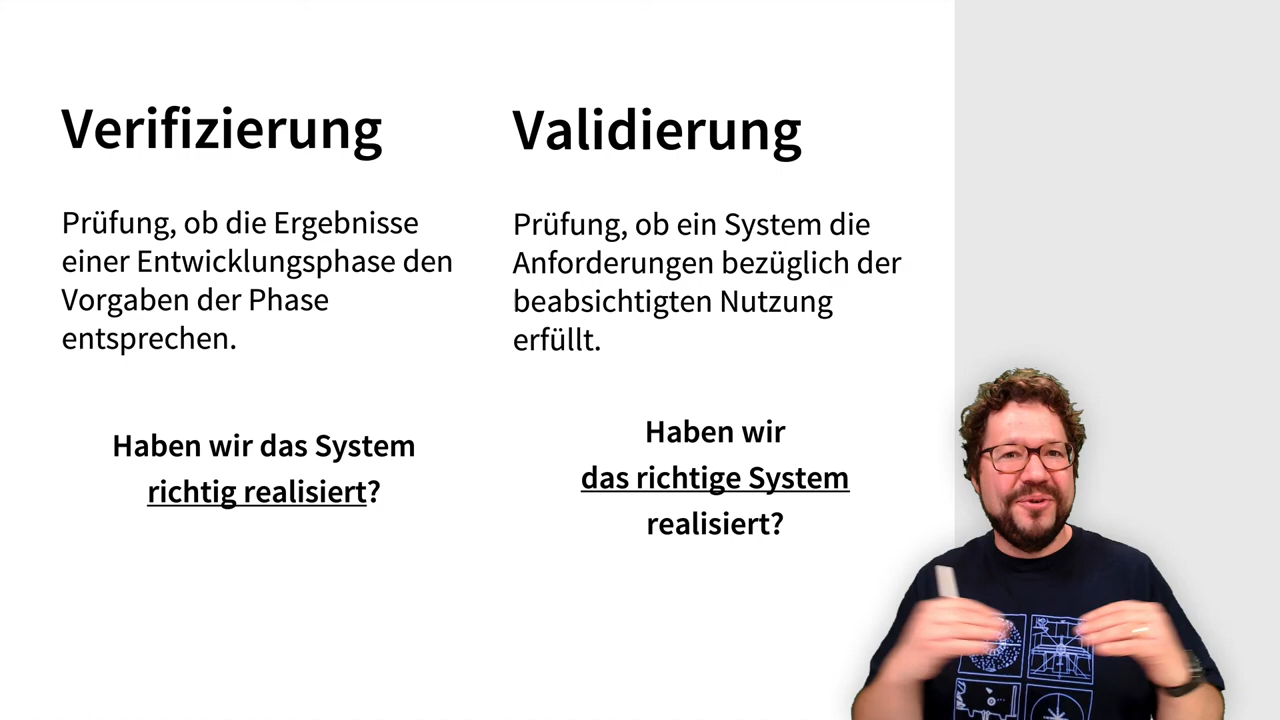 Verifizierung
Prüfung, ob die Ergebnisse
einer Entwicklungsphase den
Vorgaben der Phase
entsprechen.
Haben wir das System
richtig realisiert?
Validierung
Prüfung, ob ein System die
Anforderungen bezüglich der
beabsichtigten Nutzung
erfüllt.
Haben wir
das richtige System
realisiert?